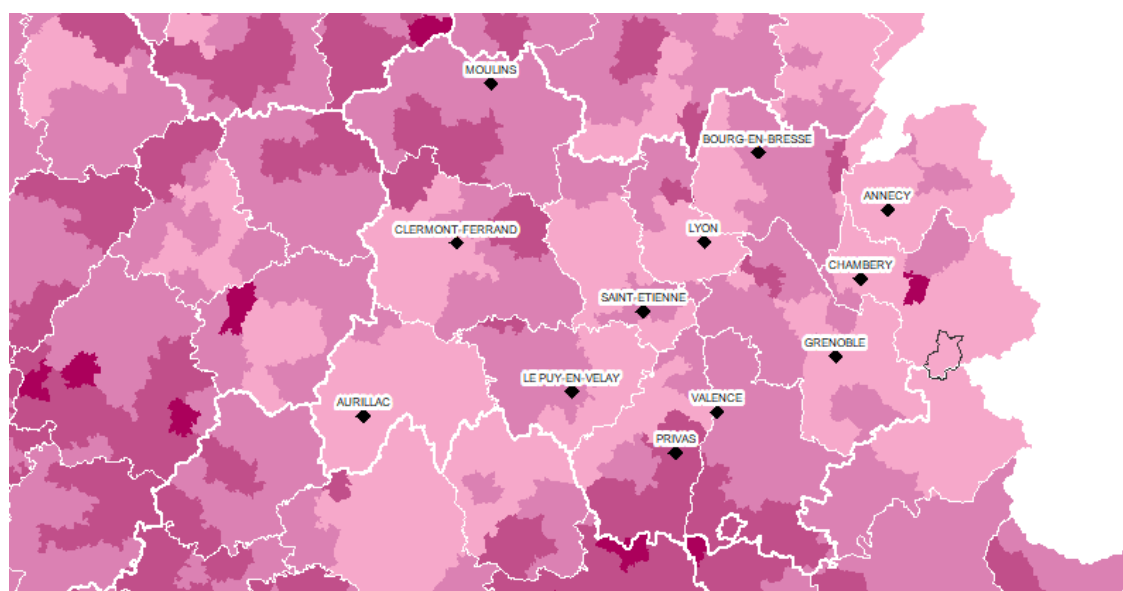 MOULINS
BOURG-EN-BRESSE
ANNECY
CLERMONT-FERRAND
LYON
CHAMBERY
SAINT-ETIENNE
GRENOBLE
LE PUY-EN-VELAY
AURILLAC
VALENCE
PRIVAS